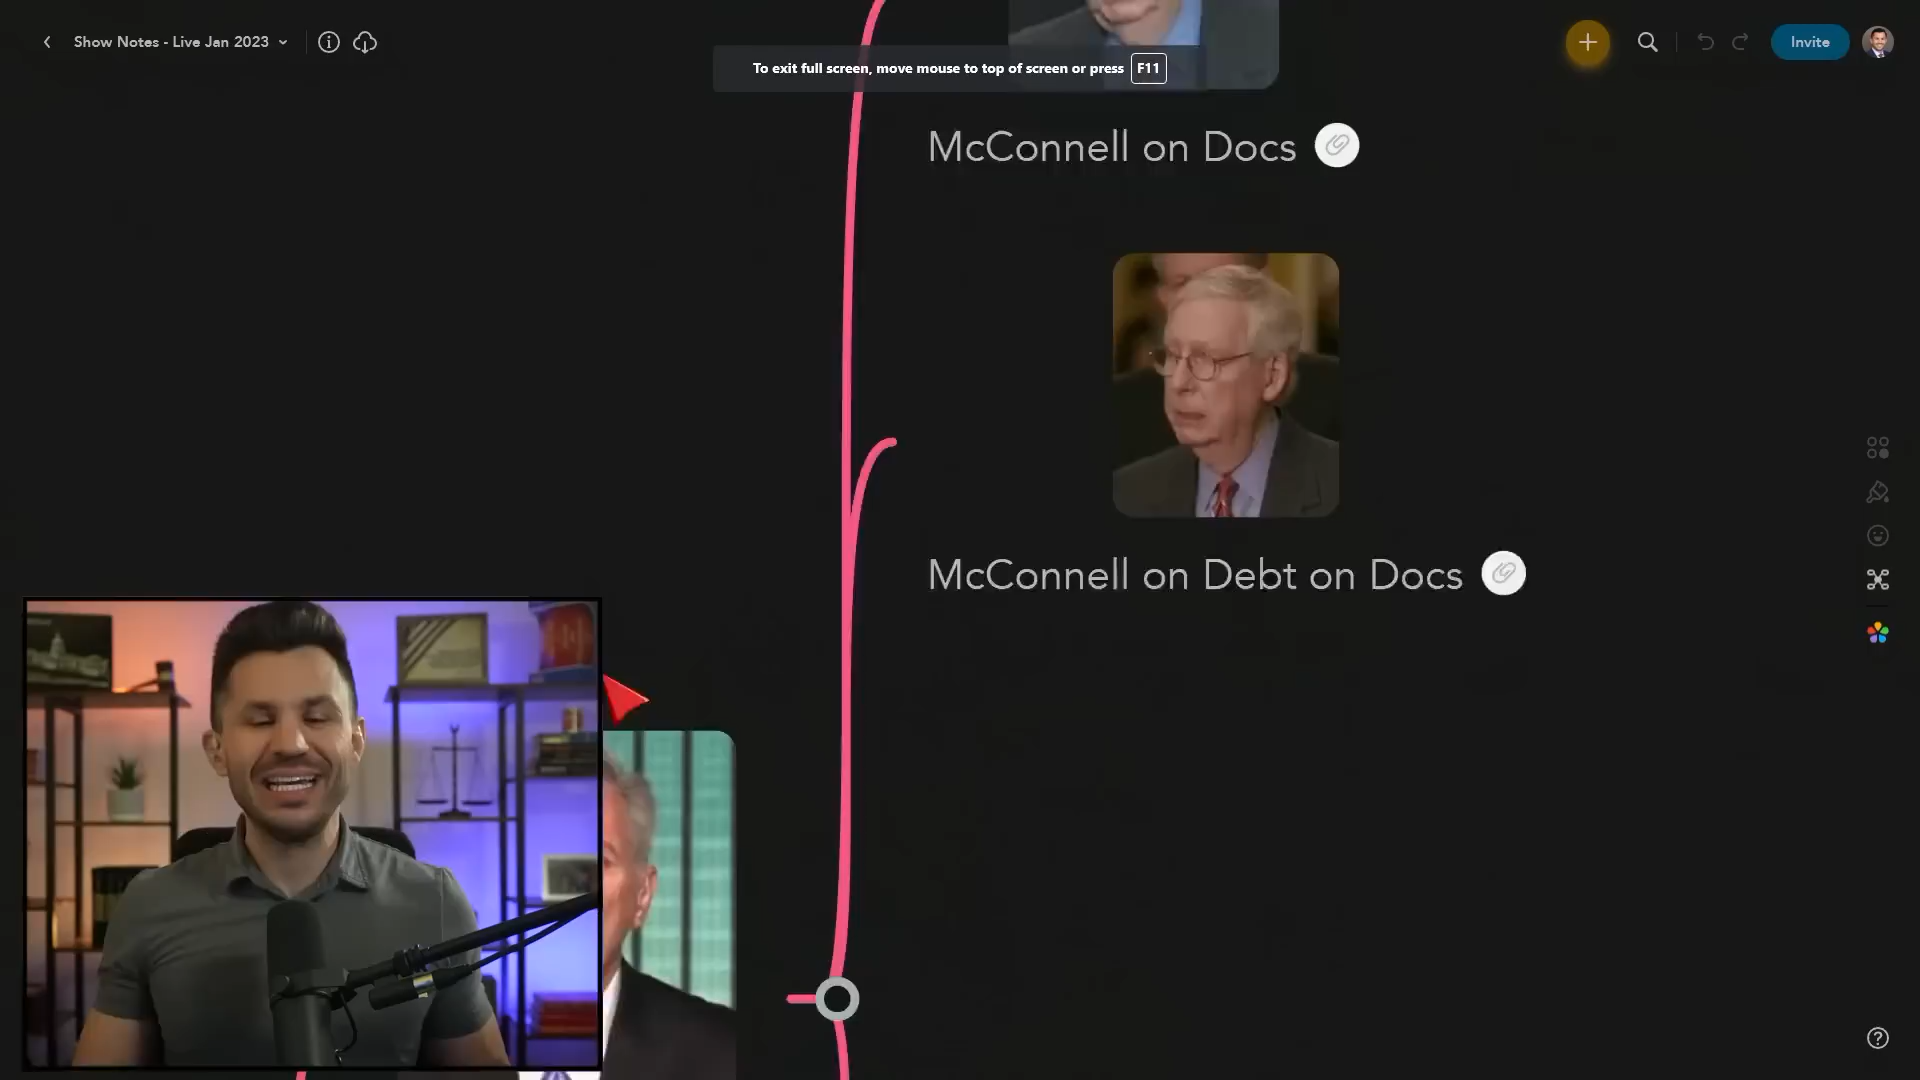 Show Notes - Live Jan 2023
To exit full screen, move mouse to top of screen or press F11
Invite
McConnell on Docs
McConnell on Debt on Docs